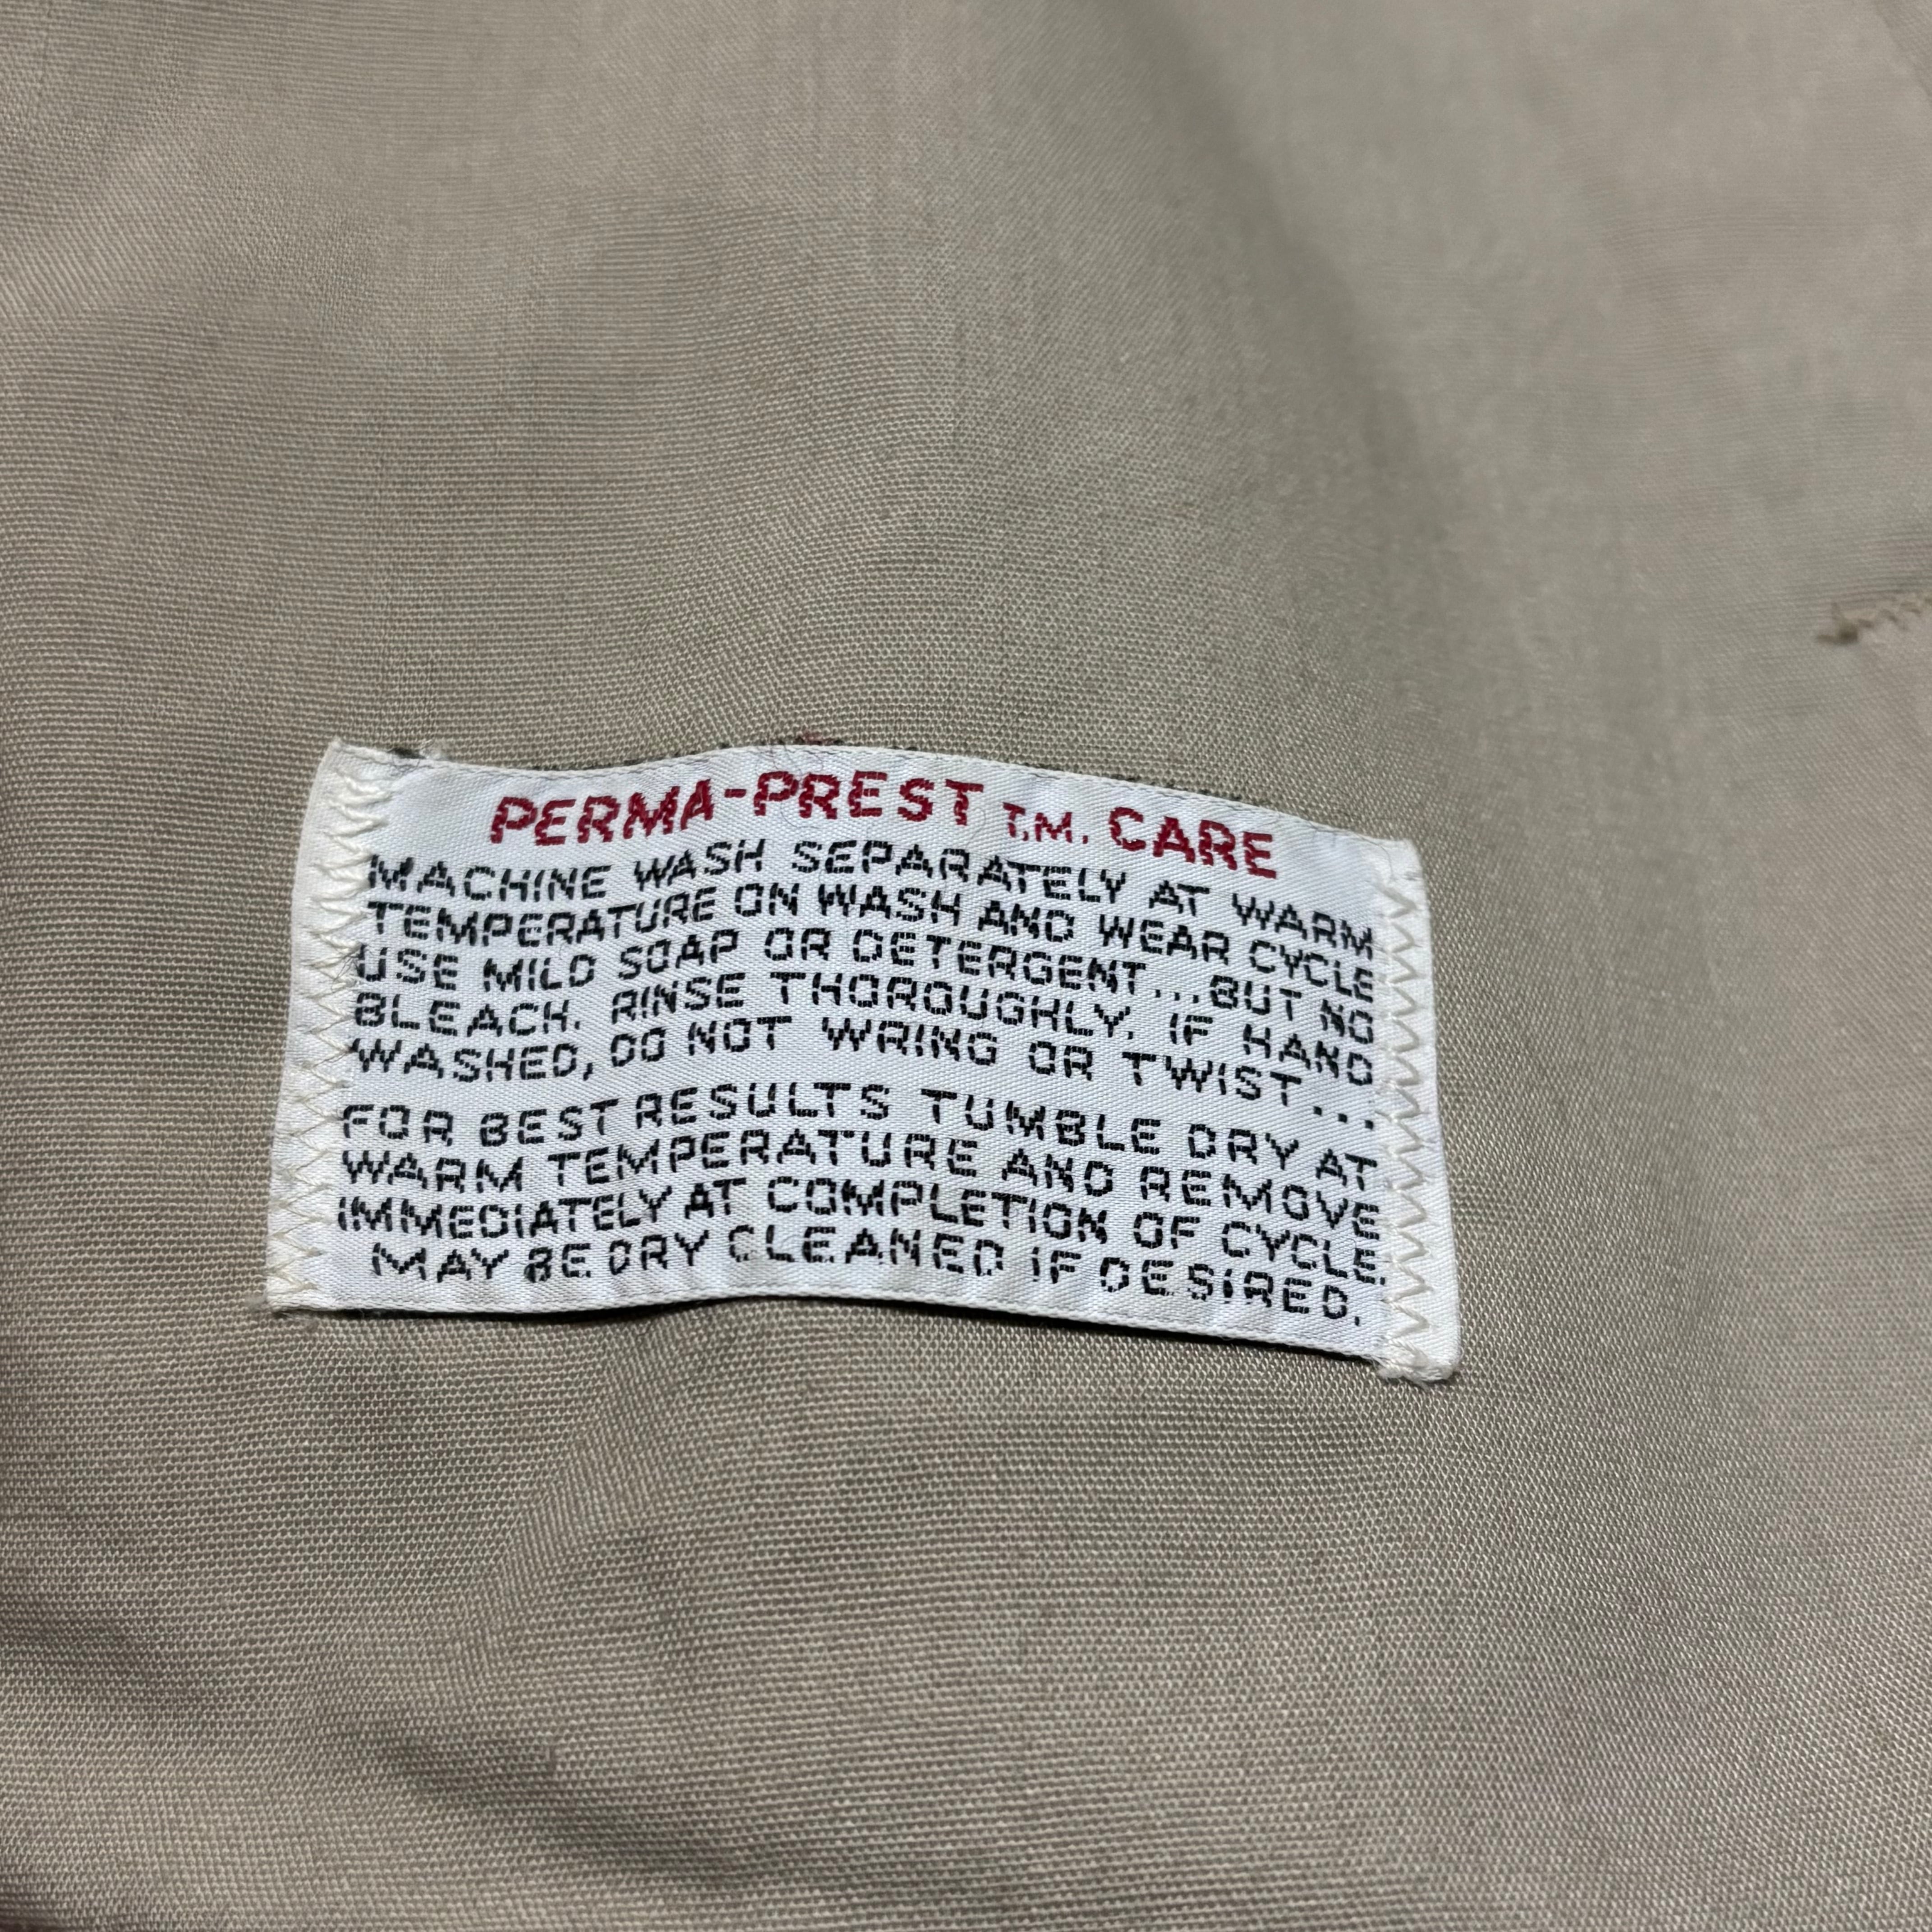 PERMA-PREST T.M. CARE
MACHINE WASH SEPARATELY AT WARM
TEMPERATURE ON WASH AND WEAR CYCLE
USE MILD SOAP OR DETERGENT...BUT NO
BLEACH. RINSE THOROUGHLY. IF HAND
WASHED, DO NOT WRING OR TWIST...
FOR BEST RESULTS TUMBLE DRY AT
WARM TEMPERATURE AND REMOVE
IMMEDIATELY AT COMPLETION OF CYCLE.
MAY BE DRY CLEANED IF DESIRED.